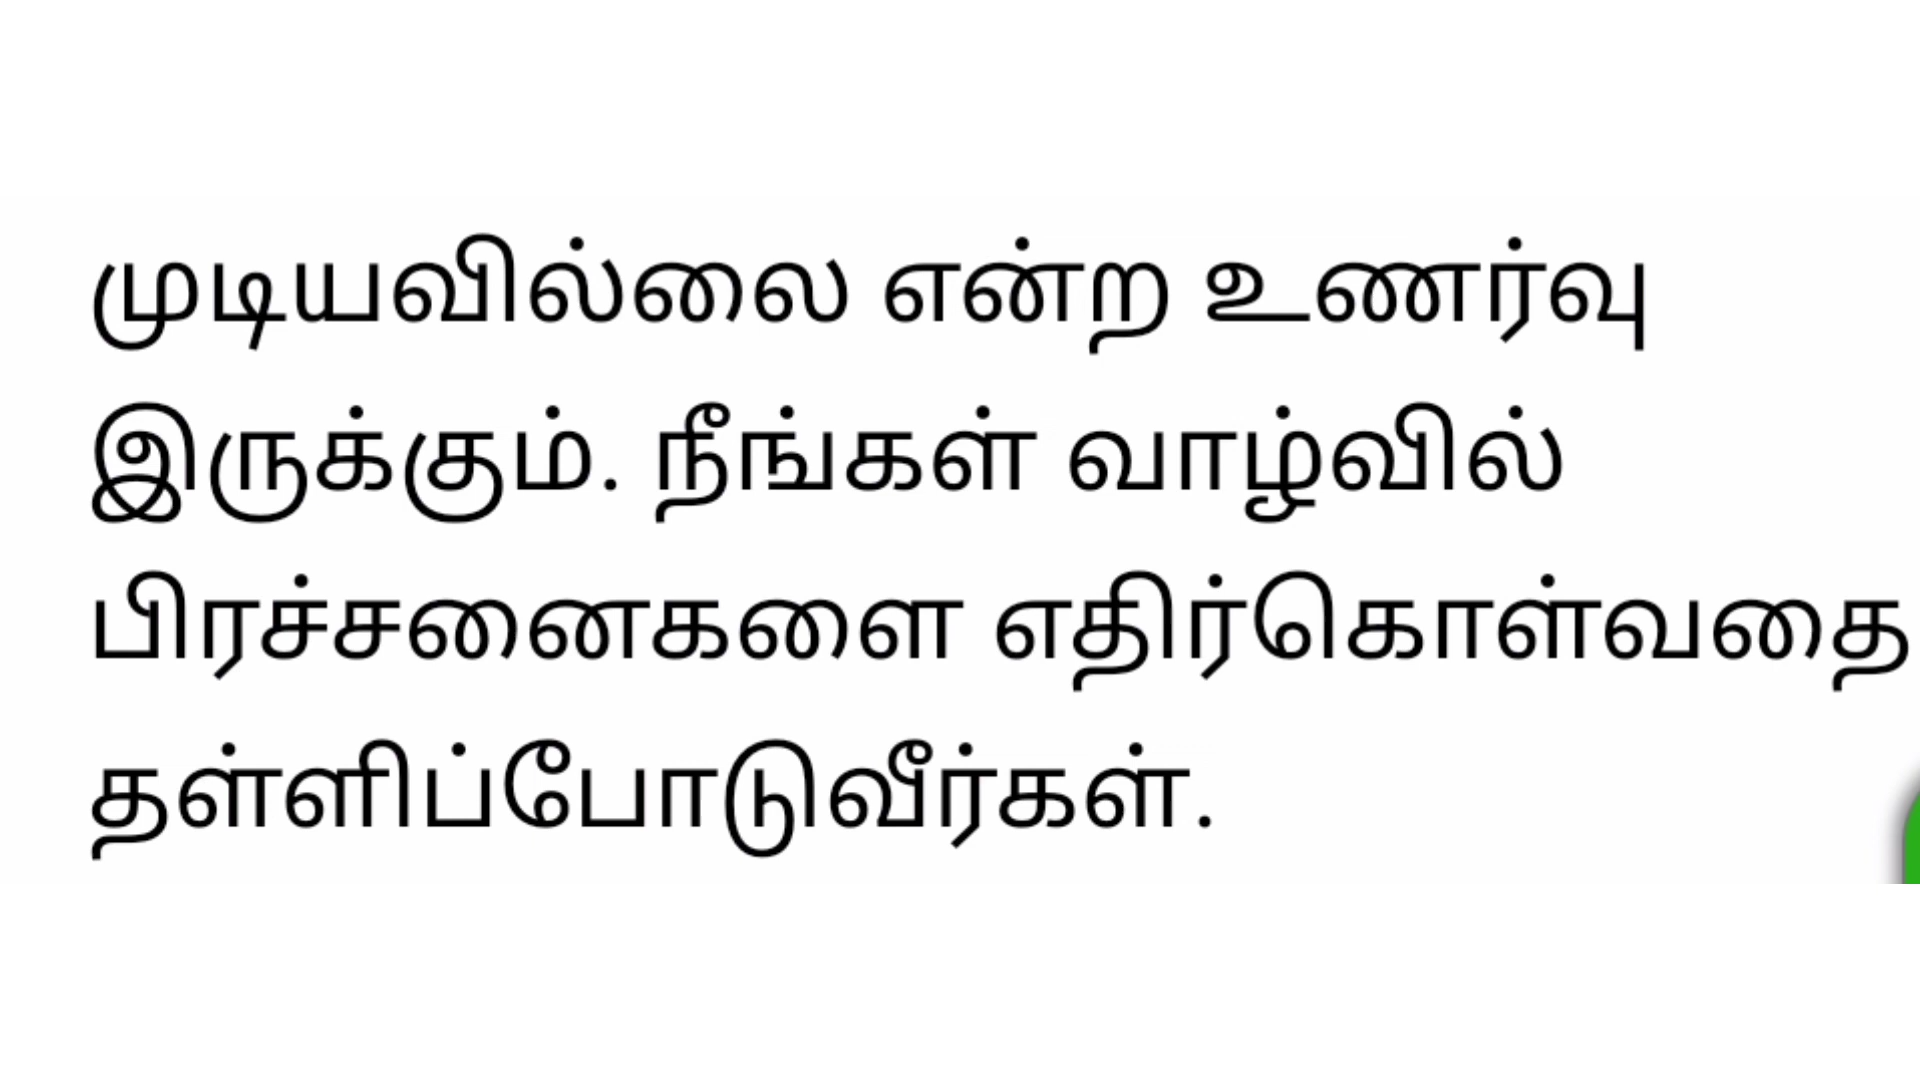 முடியவில்லை என்ற உணர்வு
இருக்கும். நீங்கள் வாழ்வில்
பிரச்சனைகளை எதிர்கொள்வதை
தள்ளிப்போடுவீர்கள்.